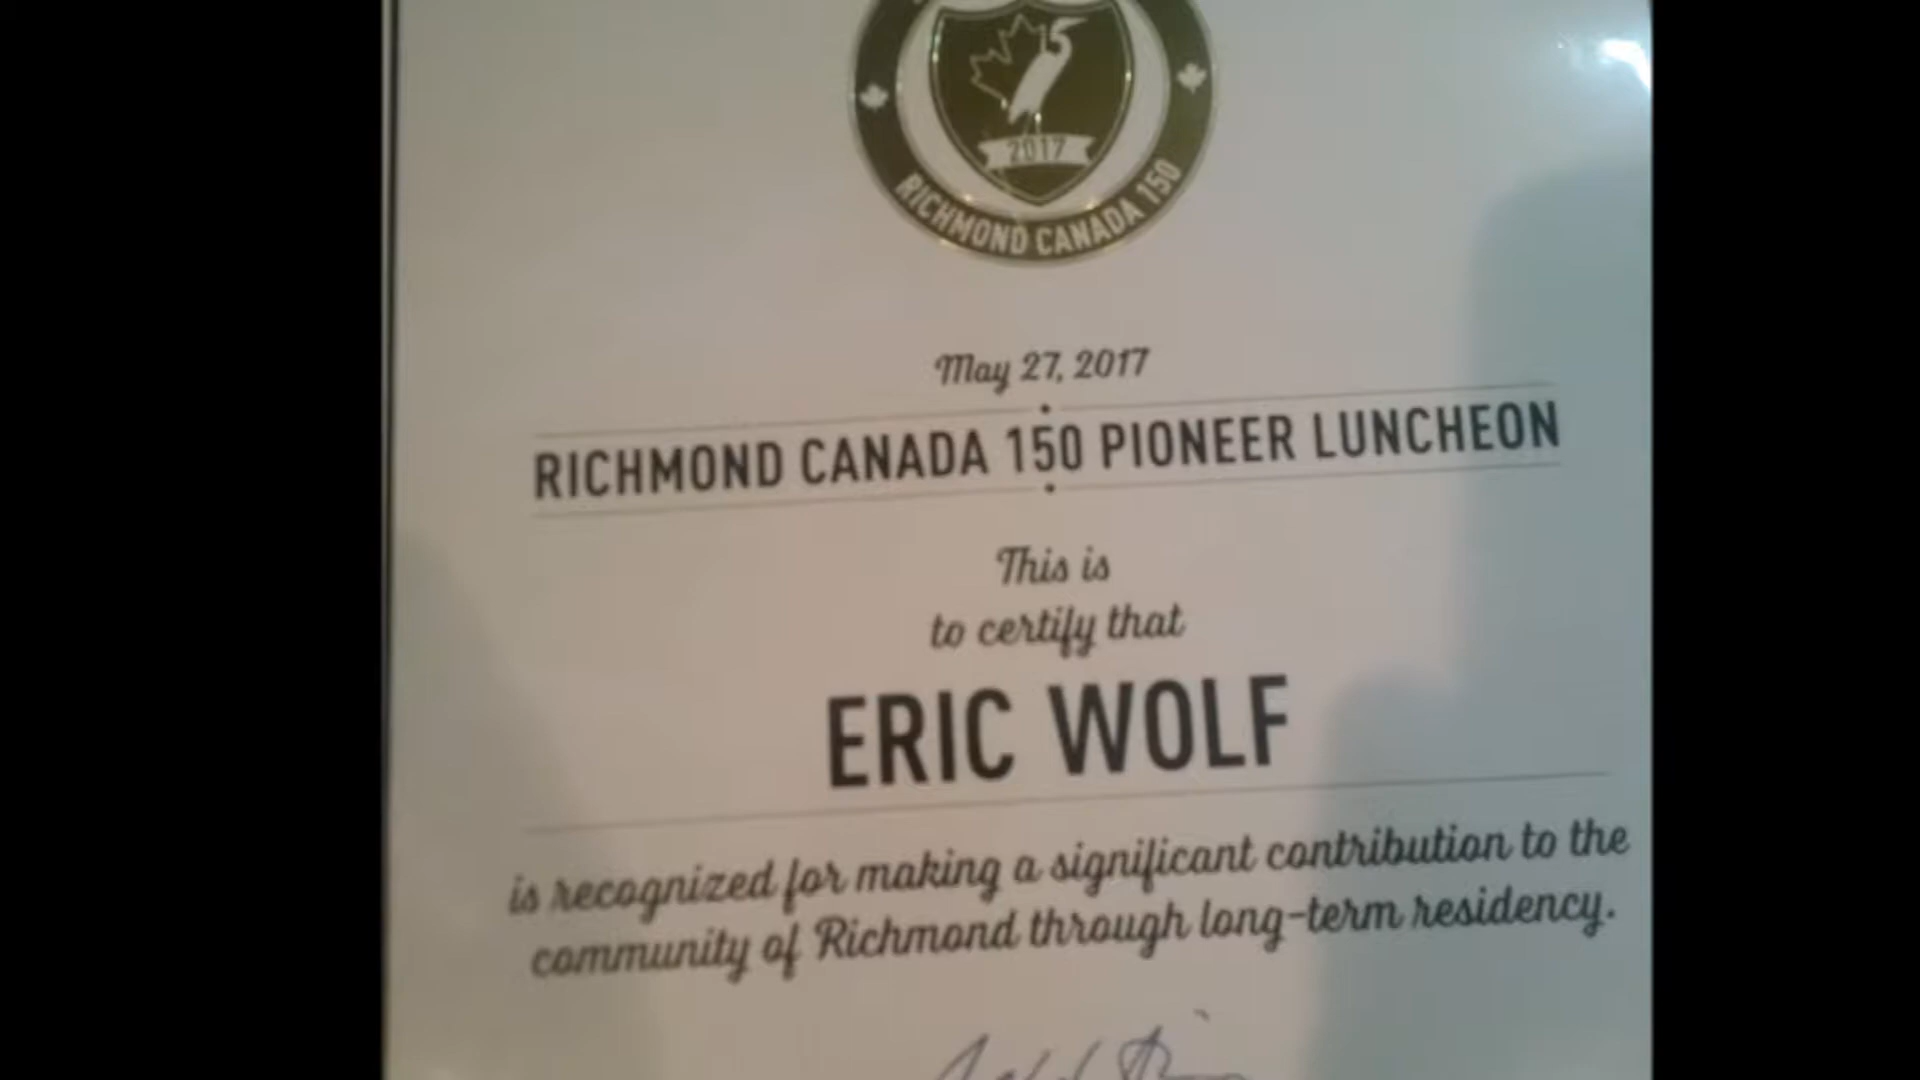 2017
RICHMOND CANADA 150
May 27, 2017
RICHMOND CANADA 150 PIONEER LUNCHEON
This is
to certify that
ERIC WOLF
is recognized for making a significant contribution to the
community of Richmond through long-term residency.